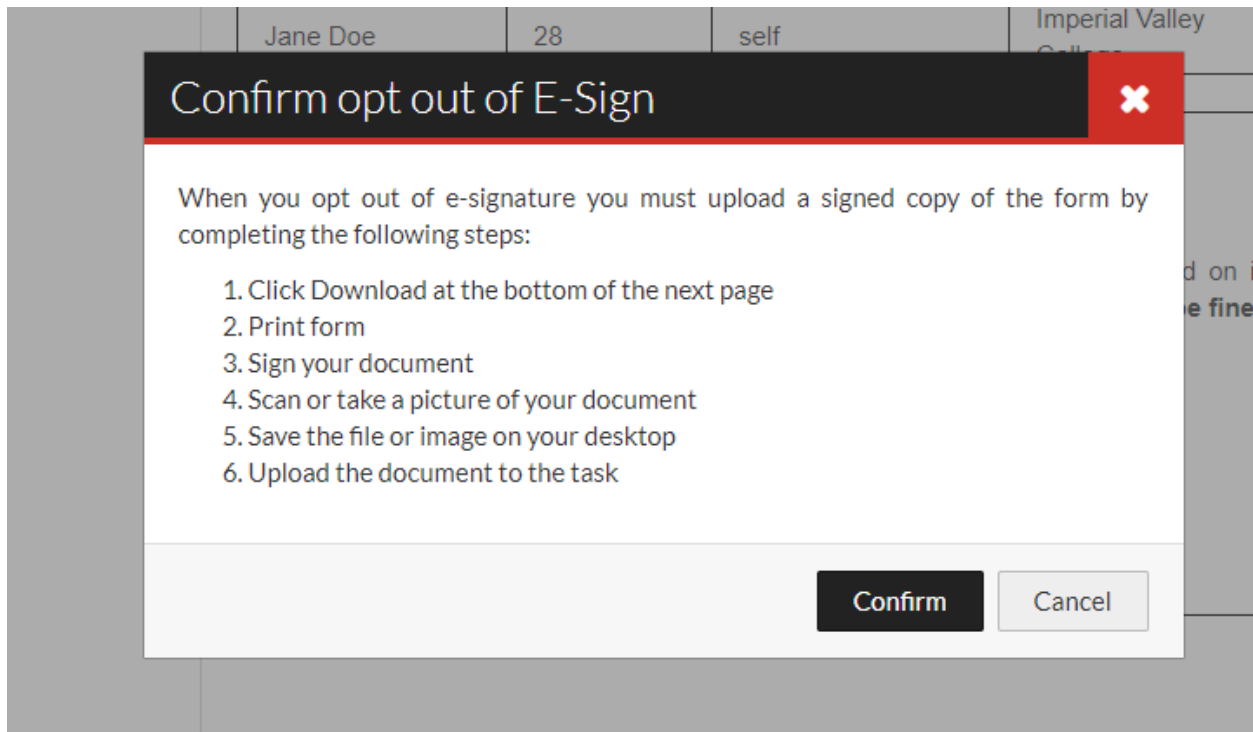 Jane Doe 28 self Imperial Valley
College
Confirm opt out of E-Sign
When you opt out of e-signature you must upload a signed copy of the form by
completing the following steps:
d on i
e fine
1. Click Download at the bottom of the next page
2. Print form
3. Sign your document
4. Scan or take a picture of your document
5. Save the file or image on your desktop
6. Upload the document to the task
Confirm Cancel